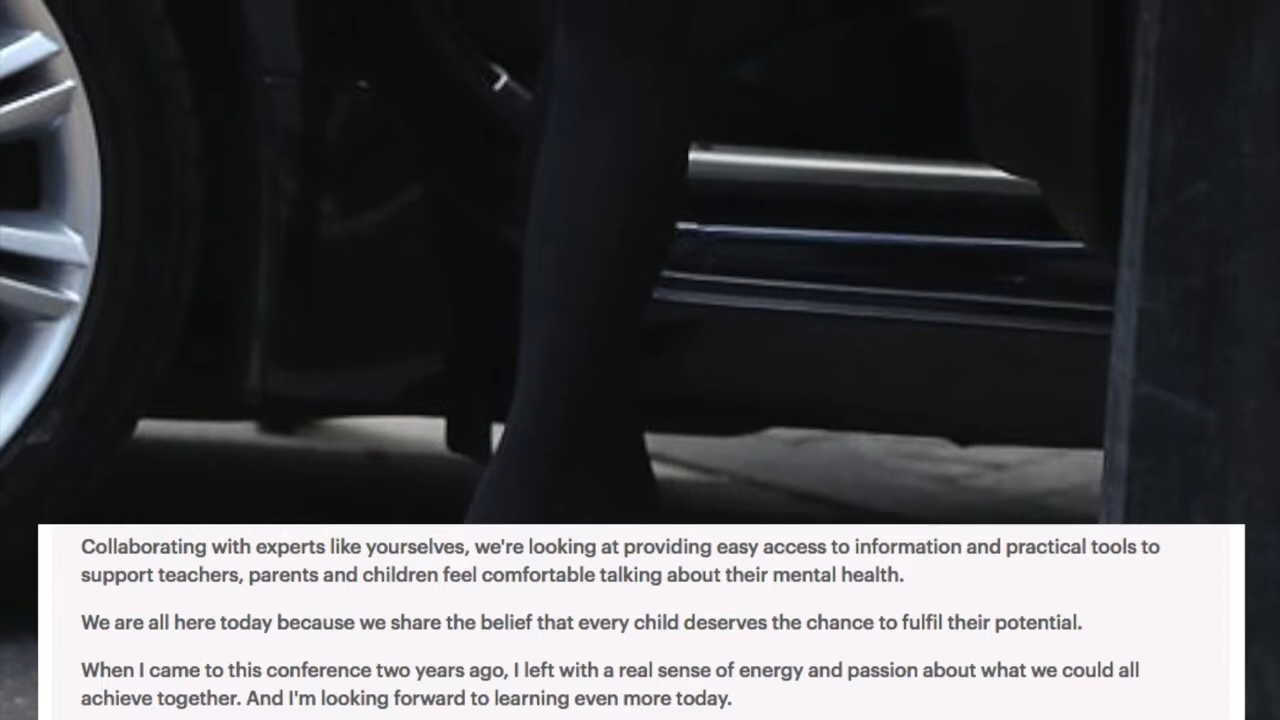 Collaborating with experts like yourselves, we're looking at providing easy access to information and practical tools to
support teachers, parents and children feel comfortable talking about their mental health.
We are all here today because we share the belief that every child deserves the chance to fulfil their potential.
When I came to this conference two years ago, I left with a real sense of energy and passion about what we could all
achieve together. And I'm looking forward to learning even more today.